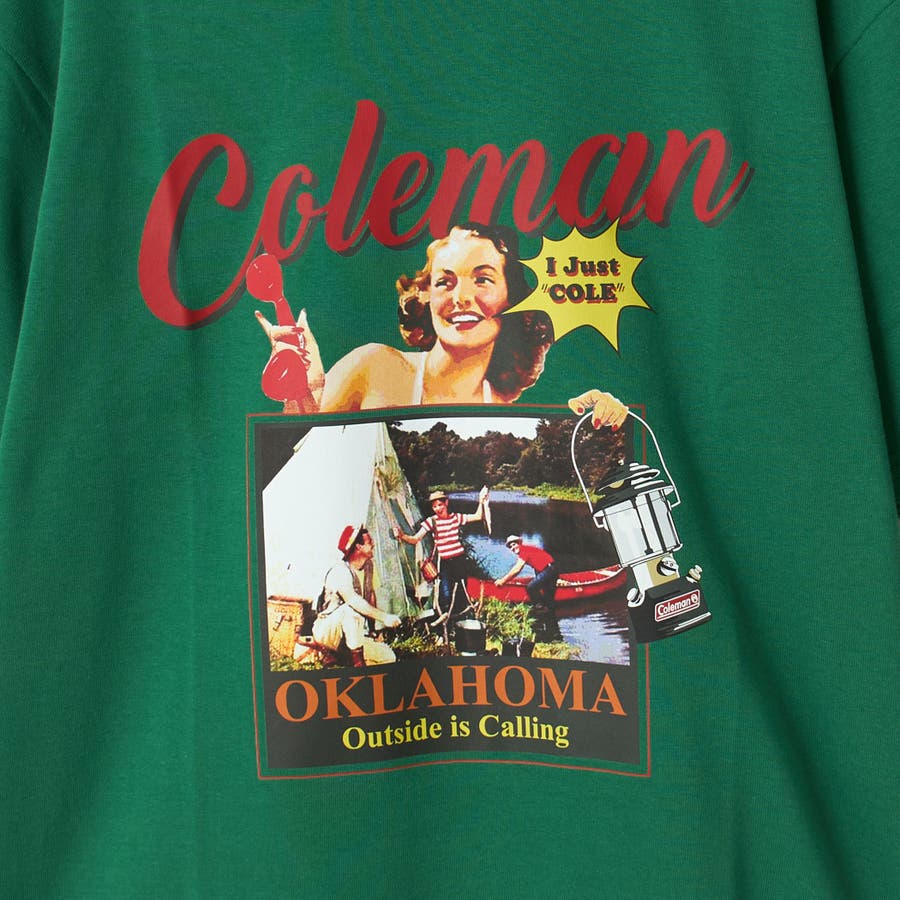 Coleman
I Just
"COLE"
Coleman
OKLAHOMA
Outside is Calling